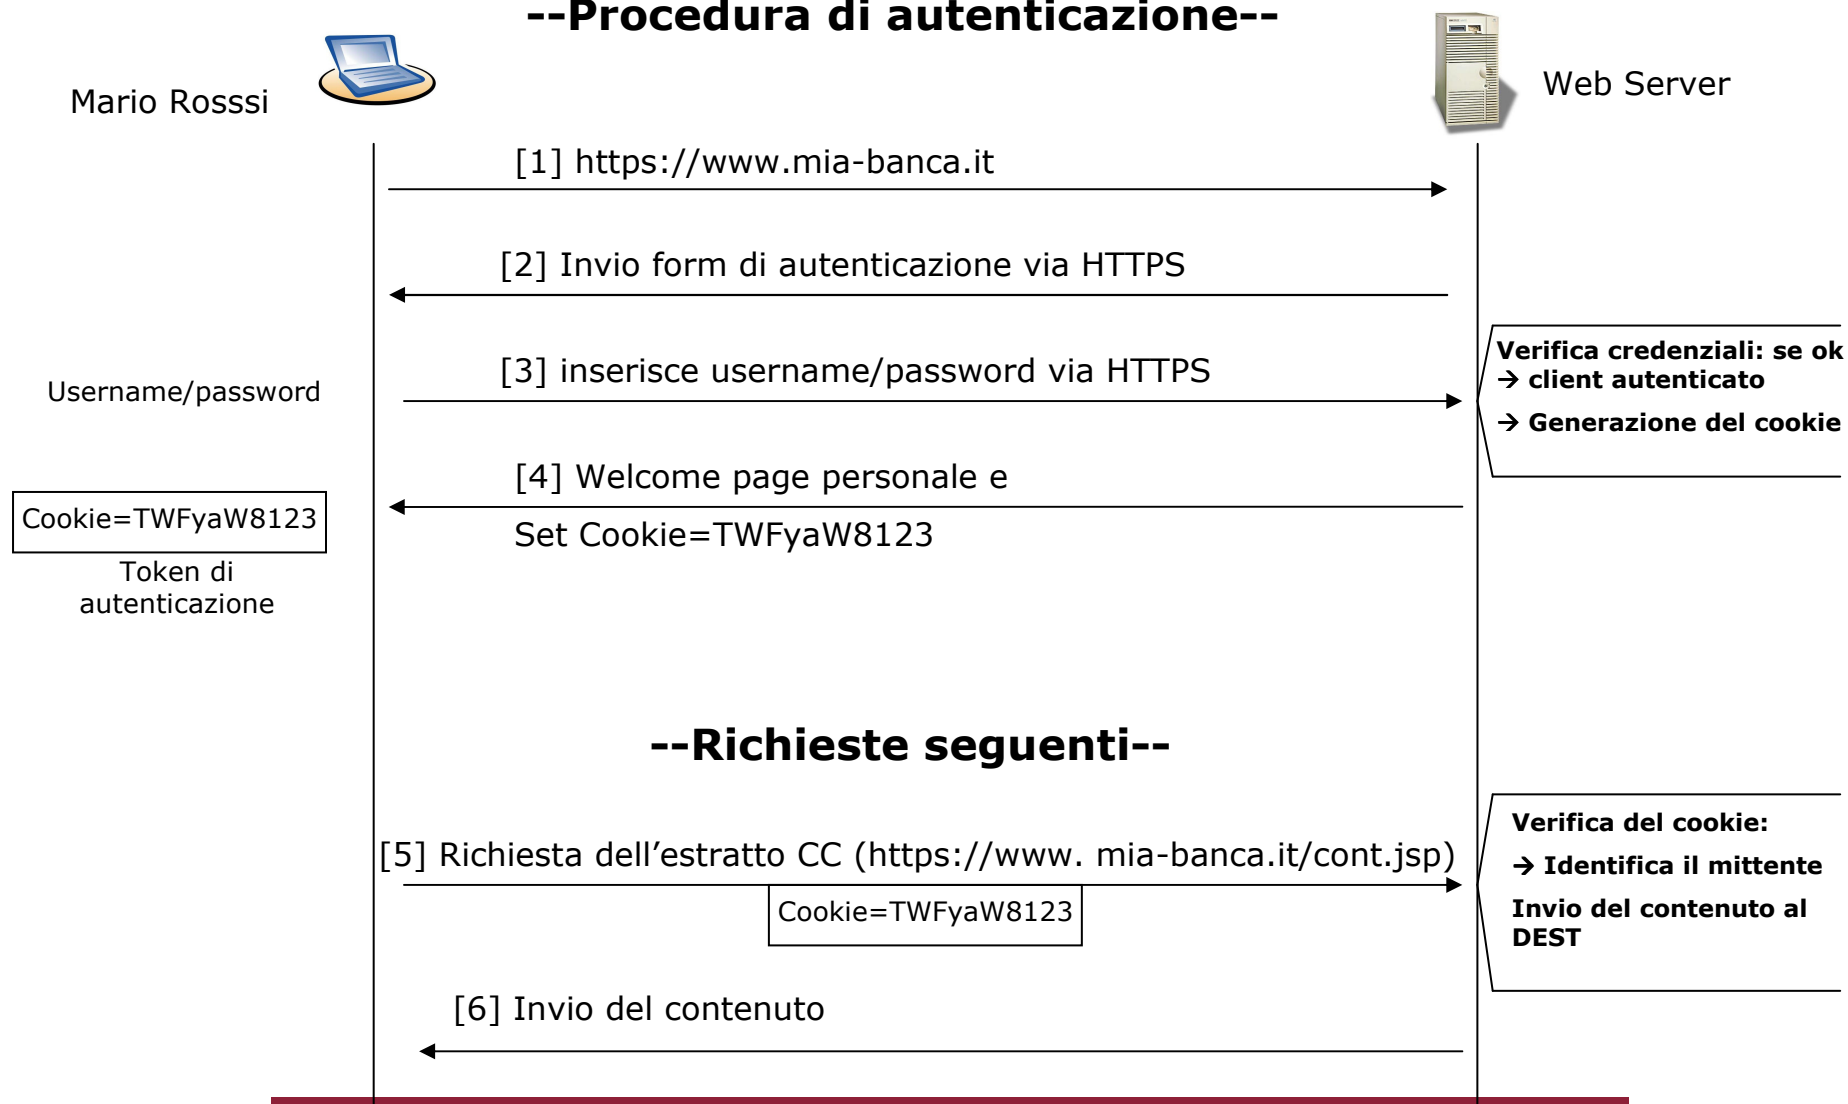 --Procedura di autenticazione--
Mario Rosssi
Web Server
[1] https://www.mia-banca.it
[2] Invio form di autenticazione via HTTPS
Username/password
[3] inserisce username/password via HTTPS
Verifica credenziali: se ok
→ client autenticato
→ Generazione del cookie
[4] Welcome page personale e
Set Cookie=TWFyaW8123
Cookie=TWFyaW8123
Token di
autenticazione
--Richieste seguenti--
[5] Richiesta dell’estratto CC (https://www. mia-banca.it/cont.jsp)
Cookie=TWFyaW8123
Verifica del cookie:
→ Identifica il mittente
Invio del contenuto al
DEST
[6] Invio del contenuto